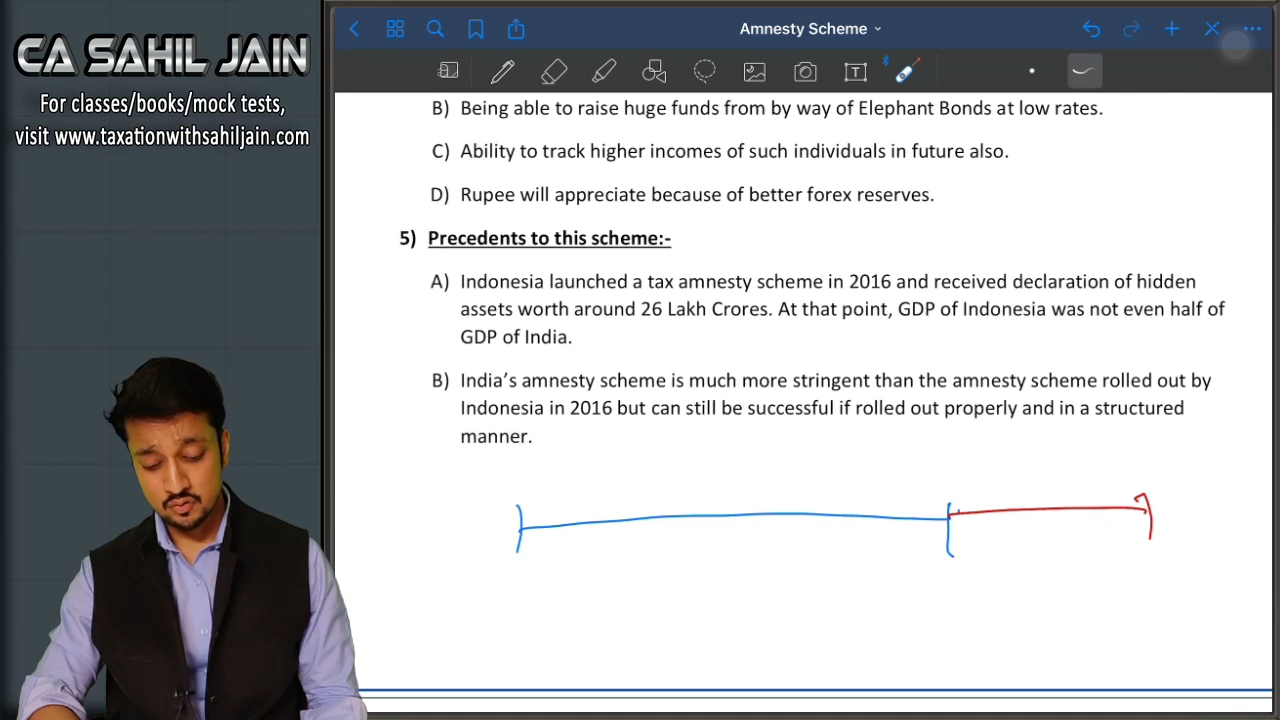 CA SAHIL JAIN
For classes/books/mock tests,
visit www.taxationwithsahiljain.com
Amnesty Scheme
B) Being able to raise huge funds from by way of Elephant Bonds at low rates.
C) Ability to track higher incomes of such individuals in future also.
D) Rupee will appreciate because of better forex reserves.
5) Precedents to this scheme:-
A) Indonesia launched a tax amnesty scheme in 2016 and received declaration of hidden
assets worth around 26 Lakh Crores. At that point, GDP of Indonesia was not even half of
GDP of India.
B) India’s amnesty scheme is much more stringent than the amnesty scheme rolled out by
Indonesia in 2016 but can still be successful if rolled out properly and in a structured
manner.